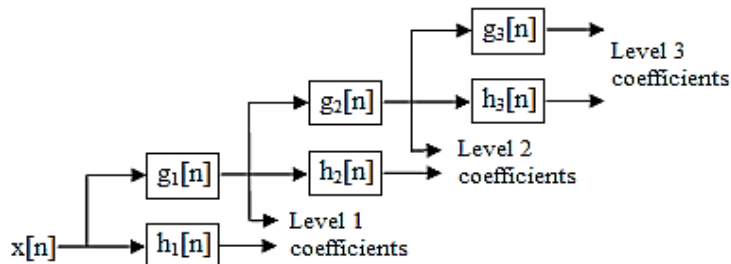 g₃[n]
Level 3
coefficients
g₂[n]
h₃[n]
Level 2
coefficients
g₁[n]
h₂[n]
Level 1
coefficients
x[n]
h₁[n]